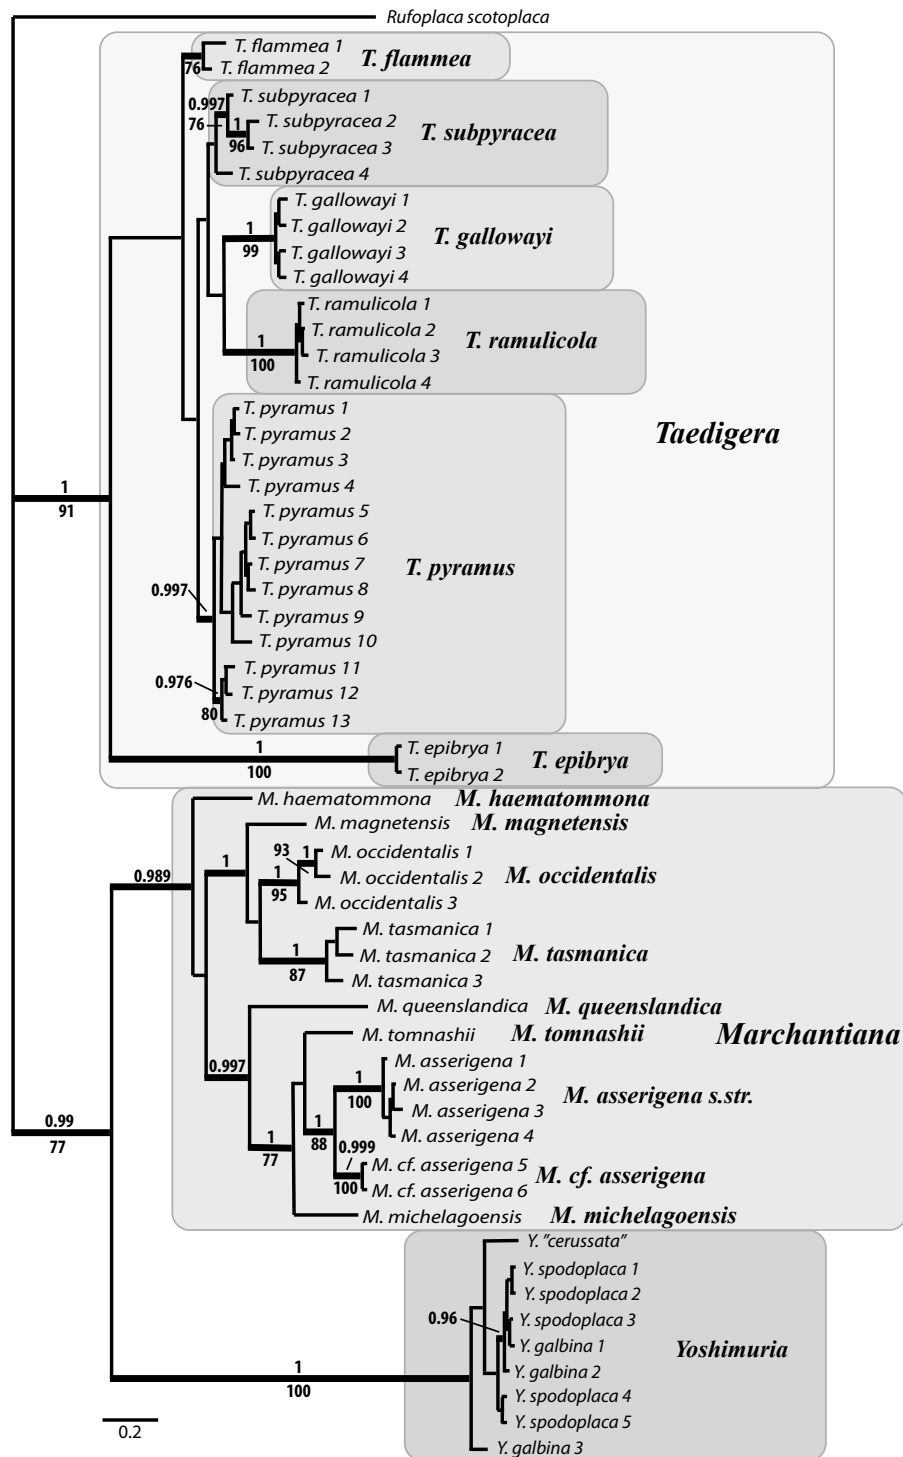 Rufoplaca scotoplaca
T. flammea 1
T. flammea 2
76
T. flammea
0.997
76
T. subpyracea 1
1
T. subpyracea 2
96
T. subpyracea 3
T. subpyracea 4
T. subpyracea
T. gallowayi 1
T. gallowayi 2
1
99
T. gallowayi 3
T. gallowayi 4
T. gallowayi
T. ramulicola 1
T. ramulicola 2
1
100
T. ramulicola 3
T. ramulicola 4
T. ramulicola
Taedigera
T. pyramus 1
T. pyramus 2
T. pyramus 3
T. pyramus 4
1
91
T. pyramus 5
T. pyramus 6
T. pyramus 7
T. pyramus 8
T. pyramus
0.997
T. pyramus 9
T. pyramus 10
T. pyramus 11
0.976
T. pyramus 12
80
T. pyramus 13
1
100
T. epibrya 1
T. epibrya 2
T. epibrya
M. haematommona
M. haematommona
M. magnetensis
M. magnetensis
0.989
1
93
1
M. occidentalis 1
1
95
M. occidentalis 2
M. occidentalis 3
M. occidentalis
M. tasmanica 1
1
87
M. tasmanica 2
M. tasmanica 3
M. tasmanica
M. queenslandica
M. queenslandica
M. tomnashii
M. tomnashii
Marchantiana
0.997
M. asserigena 1
1
100
M. asserigena 2
M. asserigena 3
M. asserigena 4
M. asserigena s.str.
0.99
77
1
77
1
88
0.999
100
M. cf. asserigena 5
M. cf. asserigena 6
M. cf. asserigena
M. michelagoensis
M. michelagoensis
Y. "cerussata"
Y. spodoplaca 1
Y. spodoplaca 2
0.96
Y. spodoplaca 3
Y. galbina 1
Y. galbina 2
Yoshimuria
1
100
Y. spodoplaca 4
Y. spodoplaca 5
Y. galbina 3
0.2